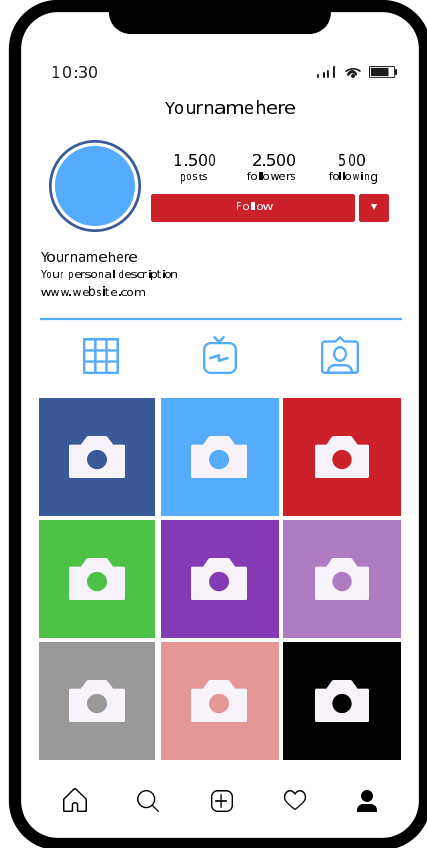 10:30
Yournamehere
1.500 2.500 500
posts followers following
Follow
Yournamehere
Your personal description
www.website.com